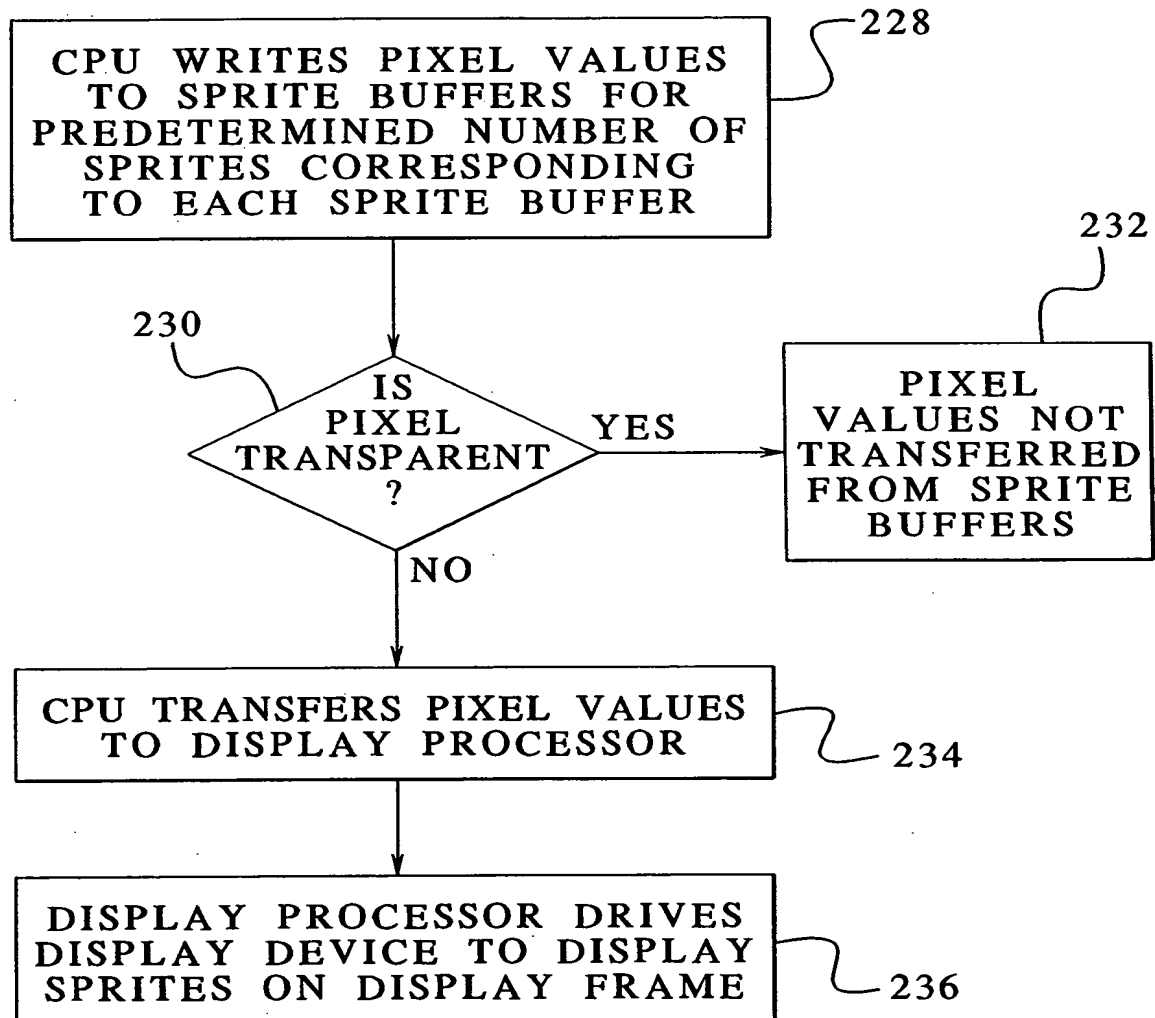 228
CPU WRITES PIXEL VALUES
TO SPRITE BUFFERS FOR
PREDETERMINED NUMBER OF
SPRITES CORRESPONDING
TO EACH SPRITE BUFFER
232
230
IS
PIXEL
TRANSPARENT
?
YES
PIXEL
VALUES NOT
TRANSFERRED
FROM SPRITE
BUFFERS
NO
CPU TRANSFERS PIXEL VALUES
TO DISPLAY PROCESSOR
234
DISPLAY PROCESSOR DRIVES
DISPLAY DEVICE TO DISPLAY
SPRITES ON DISPLAY FRAME
236